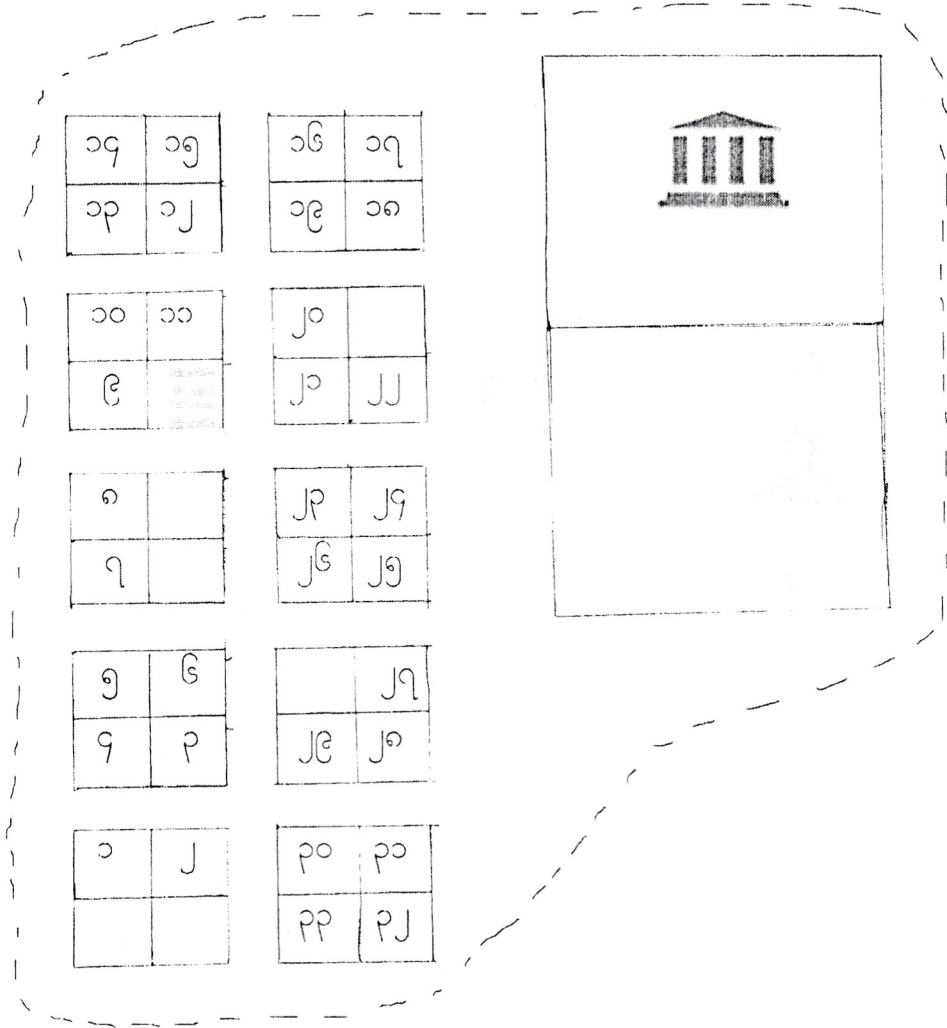 ၁၄ ၁၅ ၁၆ ၁၇
၁၃ ၁၂ ၁၉ ၁၈
၁၀ ၁၁ ၂၀
၉ ၂၁ ၂၂
၈ ၂၃ ၂၄
၇ ၂၆ ၂၅
၅ ၆ ၂၇
၄ ၃ ၂၉ ၂၈
၁ ၂ ၃၀ ၃၁
၃၃ ၃၂